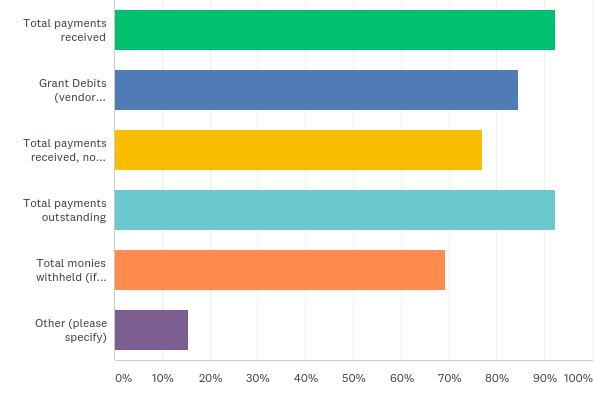 Total payments
received
Grant Debits
(vendor...
Total payments
received, no...
Total payments
outstanding
Total monies
withheld (if...
Other (please
specify)
0% 10% 20% 30% 40% 50% 60% 70% 80% 90% 100%